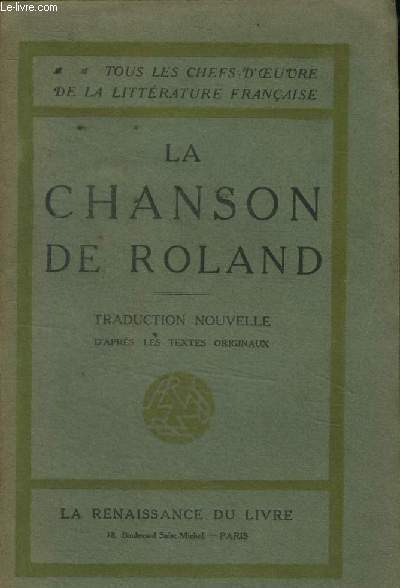 Le-livre.com
* * TOUS LES CHEFS-D'ŒUVRE
DE LA LITTÉRATURE FRANÇAISE
LA
CHANSON
DE ROLAND
TRADUCTION NOUVELLE
D'APRÈS LES TEXTES ORIGINAUX
LA RENAISSANCE DU LIVRE
78, Boulevard Saint-Michel — PARIS